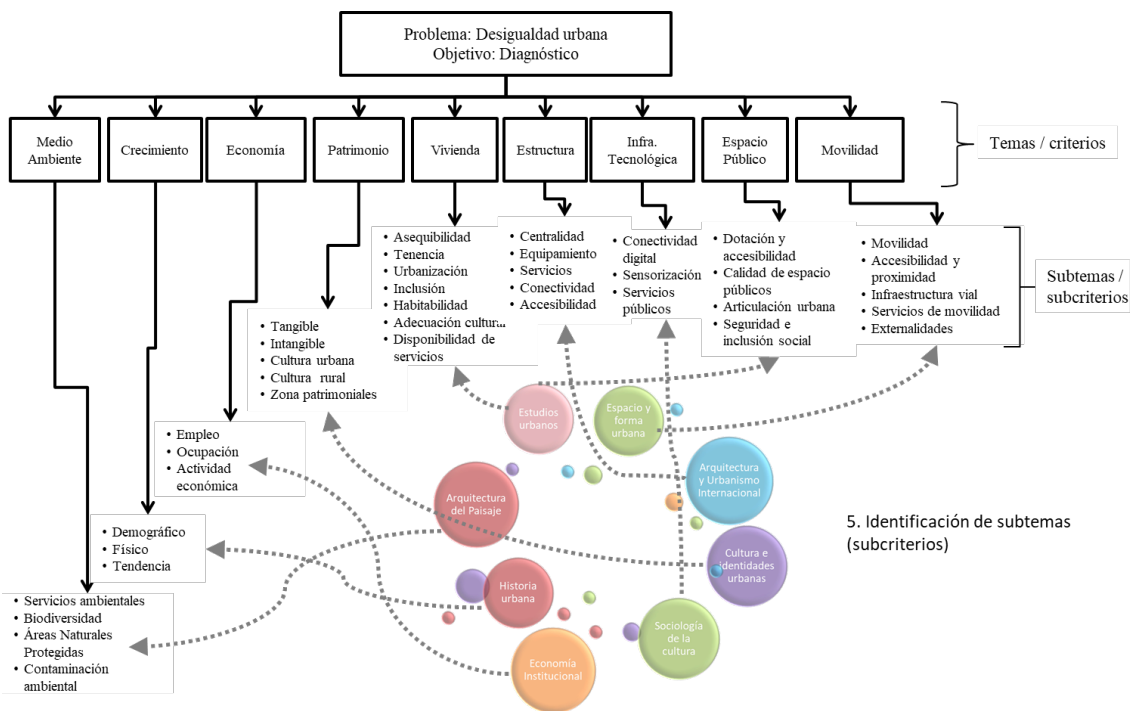 Problema: Desigualdad urbana
Objetivo: Diagnóstico
Medio
Ambiente
Crecimiento
Economía
Patrimonio
Vivienda
Estructura
Infra.
Tecnológica
Espacio
Público
Movilidad
Temas / criterios
• Asequibilidad
• Tenencia
• Urbanización
• Inclusión
• Habitabilidad
• Adecuación cultural
• Disponibilidad de
servicios
• Centralidad
• Equipamiento
• Servicios
• Conectividad
• Accesibilidad
• Conectividad
digital
• Sensorización
• Servicios
públicos
• Dotación y
accesibilidad
• Calidad de espacio
públicos
• Articulación urbana
• Seguridad e
inclusión social
• Movilidad
• Accesibilidad y
proximidad
• Infraestructura vial
• Servicios de movilidad
• Externalidades
Subtemas /
subcriterios
• Tangible
• Intangible
• Cultura urbana
• Cultura rural
• Zona patrimoniales
• Empleo
• Ocupación
• Actividad
económica
• Demográfico
• Físico
• Tendencia
• Servicios ambientales
• Biodiversidad
• Áreas Naturales
Protegidas
• Contaminación
ambiental
Estudios
urbanos
Espacio y
forma
urbana
Arquitectura
y Urbanismo
Internacional
Arquitectura
del Paisaje
Cultura e
identidades
urbanas
Historia
urbana
Sociología
de la
cultura
Economía
Institucional
5. Identificación de subtemas
(subcriterios)